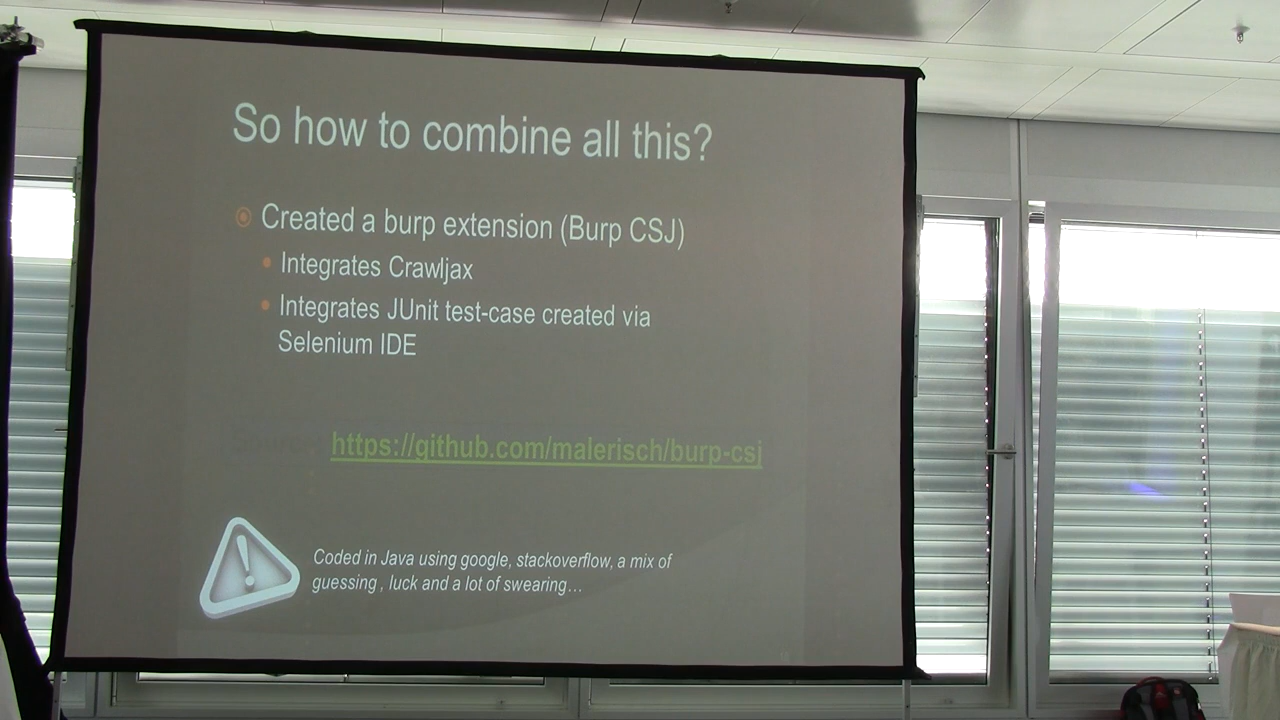 So how to combine all this?
Created a burp extension (Burp CSJ)
Integrates Crawljax
Integrates JUnit test-case created via
Selenium IDE
https://github.com/malerisch/burp-csj
Coded in Java using google, stackoverflow, a mix of
guessing , luck and a lot of swearing...